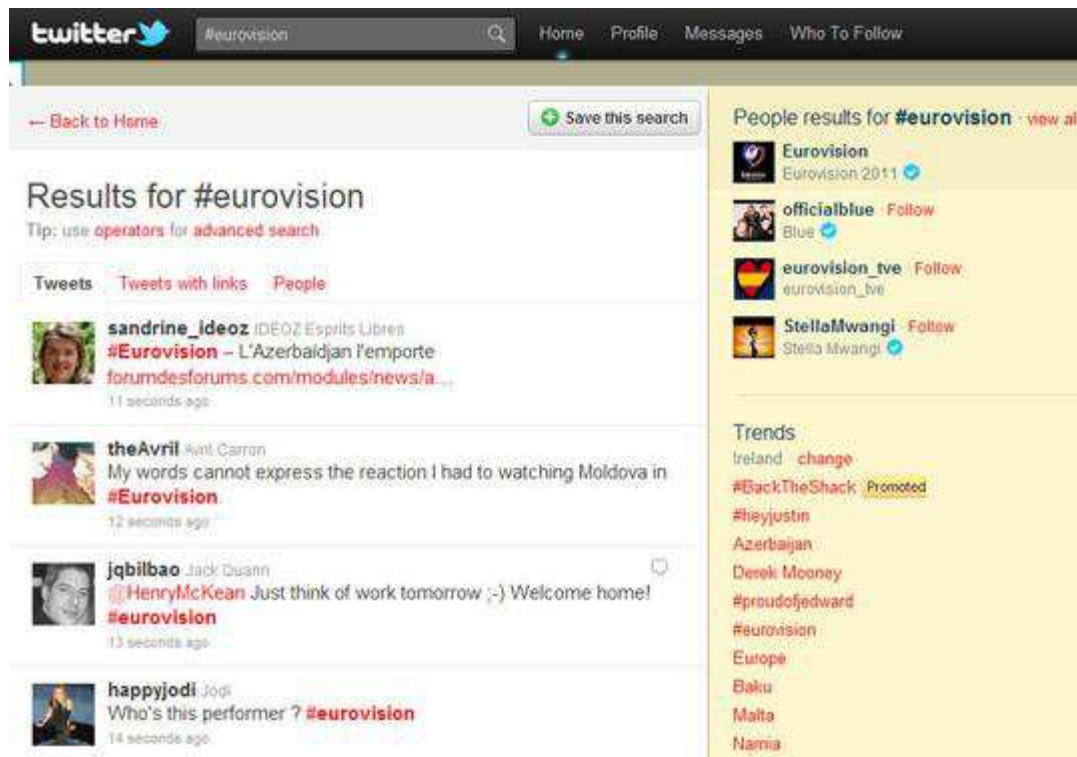 twitter
#eurovision
Home Profile Messages Who To Follow
← Back to Home
Save this search
Results for #eurovision
Tip: use operators for advanced search
Tweets Tweets with links People
sandrine_ideoz IDEOZ Esprits Libres
#Eurovision – L'Azerbaïdjan l'emporte
forumdesforums.com/modules/news/a...
11 seconds ago
theAvril Avril Carron
My words cannot express the reaction I had to watching Moldova in
#Eurovision
12 seconds ago
jqbilbao Jack Quann
@HenryMcKean Just think of work tomorrow ;-) Welcome home!
#eurovision
13 seconds ago
happyjodi Jodi
Who's this performer ? #eurovision
14 seconds ago
People results for #eurovision · view al
Eurovision
Eurovision 2011
officialblue · Follow
Blue
eurovision_tve · Follow
eurovision_tve
StellaMwangi · Follow
Stella Mwangi
Trends
Ireland · change
#BackTheShack Promoted
#heyjustin
Azerbaijan
Derek Mooney
#proudofjedward
#eurovision
Europe
Baku
Malta
Narnia